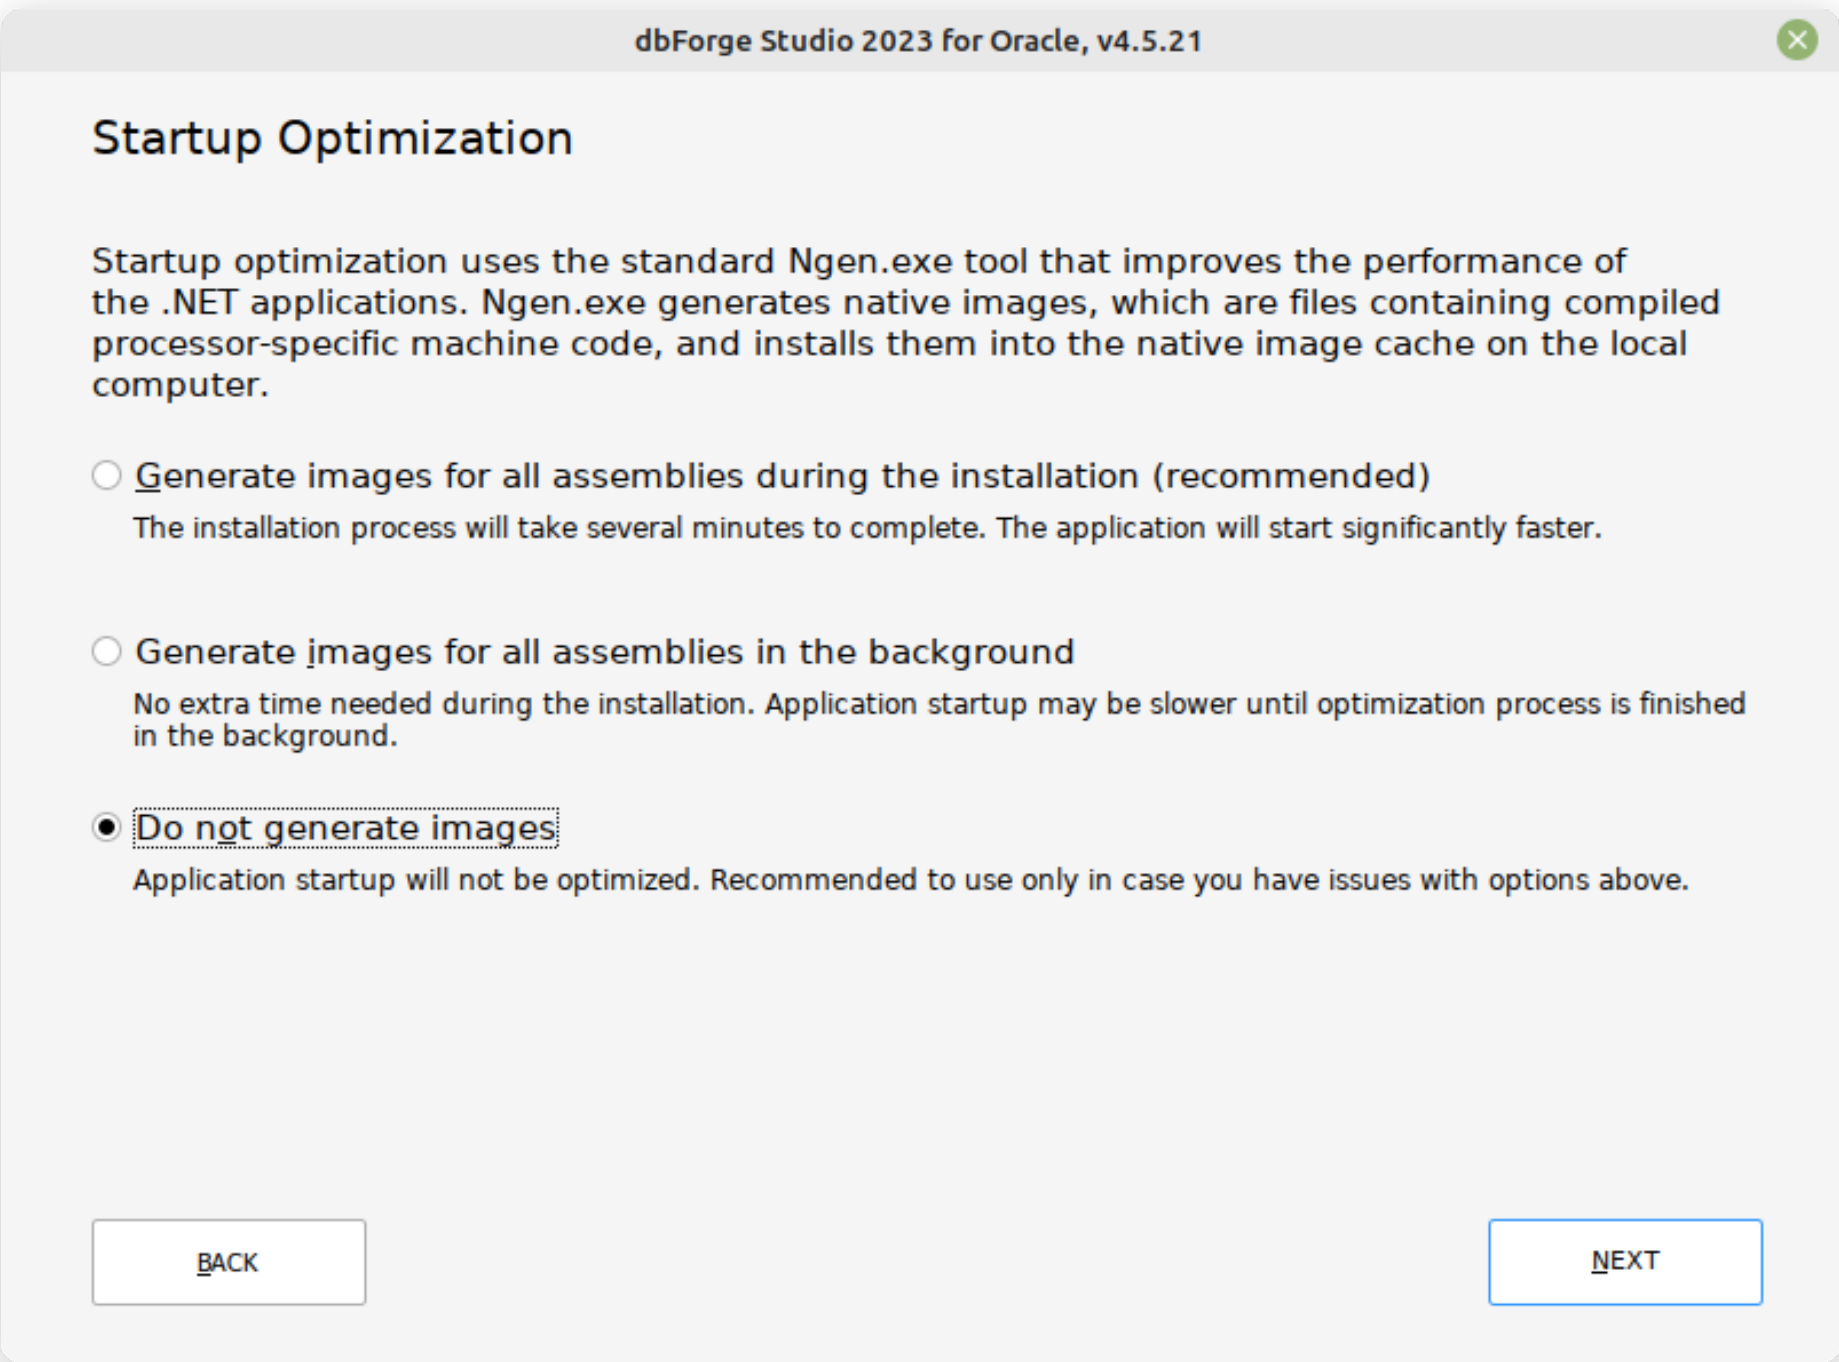 dbForge Studio 2023 for Oracle, v4.5.21
Startup Optimization
Startup optimization uses the standard Ngen.exe tool that improves the performance of
the .NET applications. Ngen.exe generates native images, which are files containing compiled
processor-specific machine code, and installs them into the native image cache on the local
computer.
Generate images for all assemblies during the installation (recommended)
The installation process will take several minutes to complete. The application will start significantly faster.
Generate images for all assemblies in the background
No extra time needed during the installation. Application startup may be slower until optimization process is finished
in the background.
Do not generate images
Application startup will not be optimized. Recommended to use only in case you have issues with options above.
BACK
NEXT